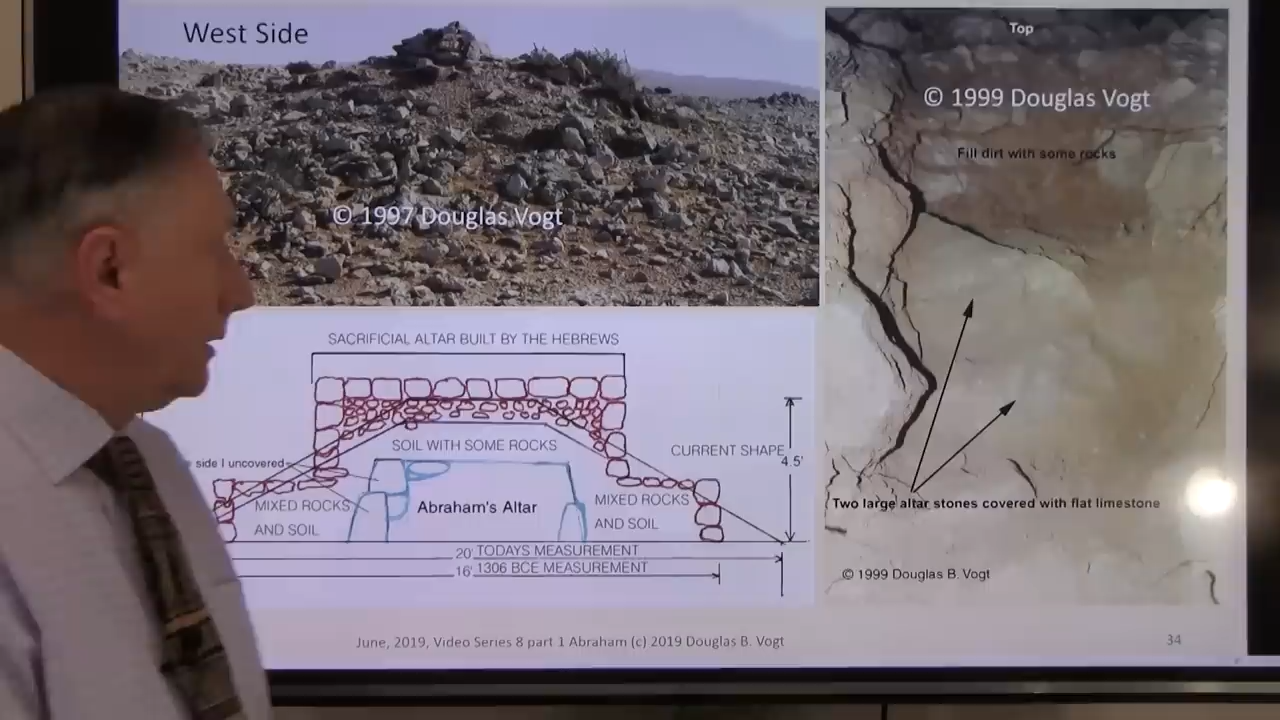 West Side
© 1997 Douglas Vogt
SACRIFICIAL ALTAR BUILT BY THE HEBREWS
SOIL WITH SOME ROCKS
CURRENT SHAPE
4.5'
side I uncovered
MIXED ROCKS
AND SOIL
Abraham's Altar
MIXED ROCKS
AND SOIL
20' TODAYS MEASUREMENT
16' 1306 BCE MEASUREMENT
Top
© 1999 Douglas Vogt
Fill dirt with some rocks
Two large altar stones covered with flat limestone
© 1999 Douglas B. Vogt
June, 2019, Video Series 8 part 1 Abraham (c) 2019 Douglas B. Vogt
34